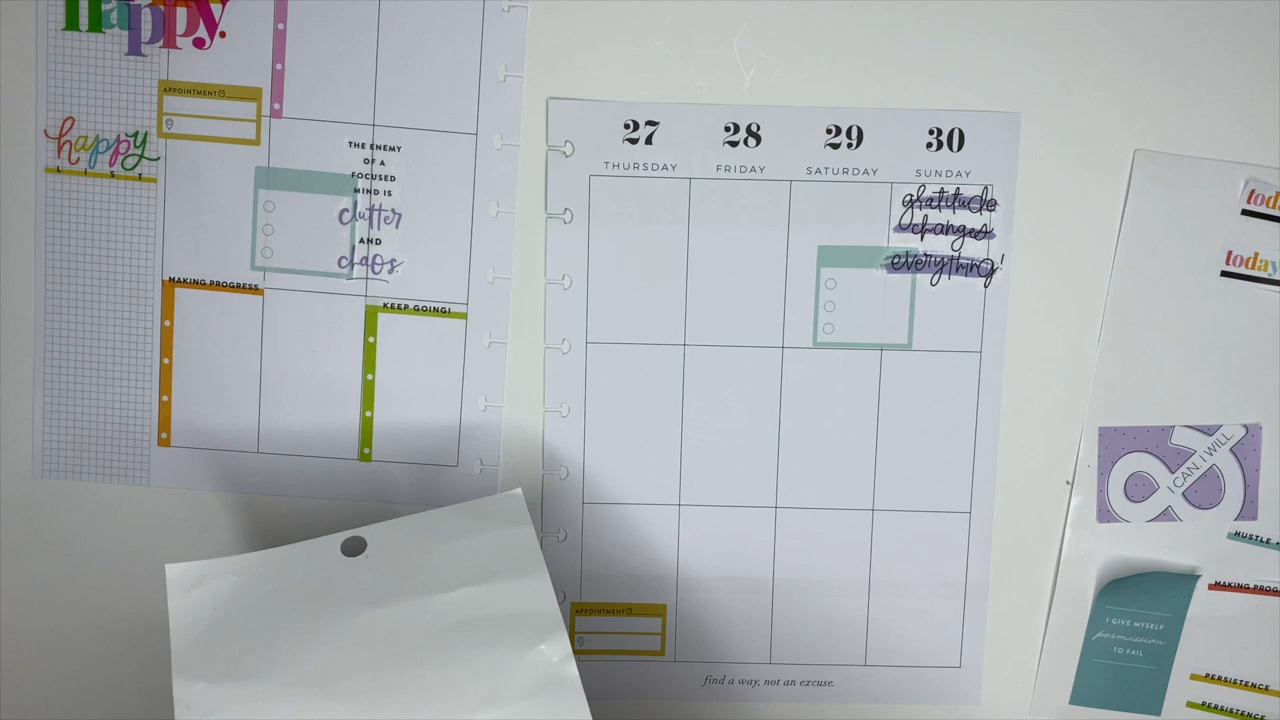 happy.
APPOINTMENT
happy
LIST
THE ENEMY
OF A
FOCUSED
MIND IS
clutter
AND
chaos.
MAKING PROGRESS
KEEP GOING!
27 28 29 30
THURSDAY FRIDAY SATURDAY SUNDAY
gratitude
changes
everything!
APPOINTMENT
find a way, not an excuse.
today
I CAN. I WILL
HUSTLE
MAKING
I GIVE MYSELF
permission
TO FAIL
PERSISTENCE
PERSISTENCE